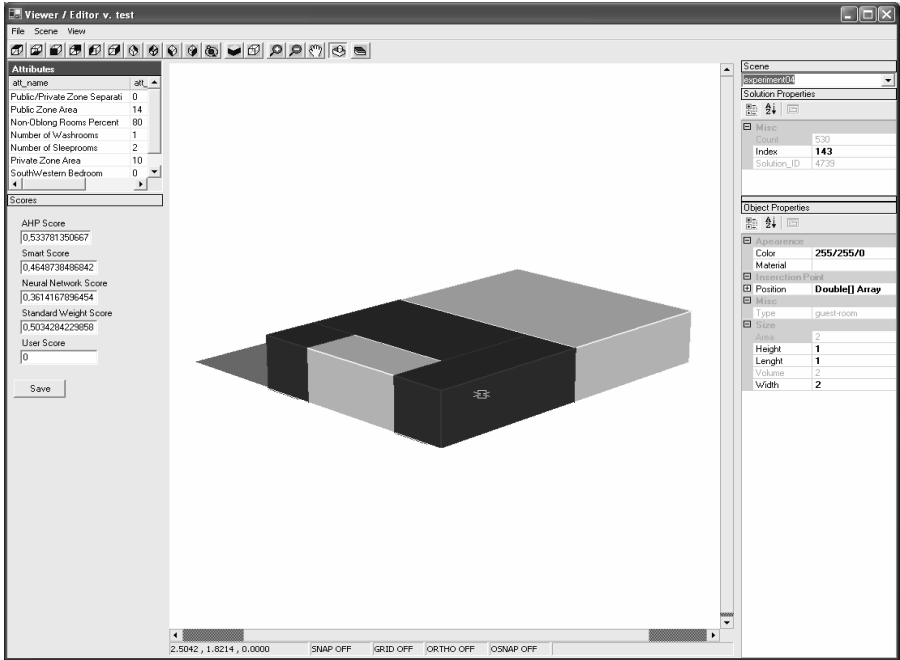 Viewer / Editor v. test
File Scene View
Attributes
att_name att_
Public/Private Zone Separati 0
Public Zone Area 14
Non-Oblong Rooms Percent 80
Number of Washrooms 1
Number of Sleeprooms 2
Private Zone Area 10
SouthWestern Bedroom 0
Scores
AHP Score
0,533781350667
Smart Score
0,4648738486842
Neural Network Score
0,3614167896454
Standard Weight Score
0,5034284229858
User Score
0
Save
2.5042 , 1.8214 , 0.0000 SNAP OFF GRID OFF ORTHO OFF OSNAP OFF
Scene
experiment04
Solution Properties
Misc
Count 530
Index 143
Solution_ID 4739
Object Properties
Apearence
Color 255/255/0
Material
Inserction Point
Position Double[] Array
Misc
Type guest-room
Size
Area 2
Height 1
Lenght 1
Volume 2
Width 2